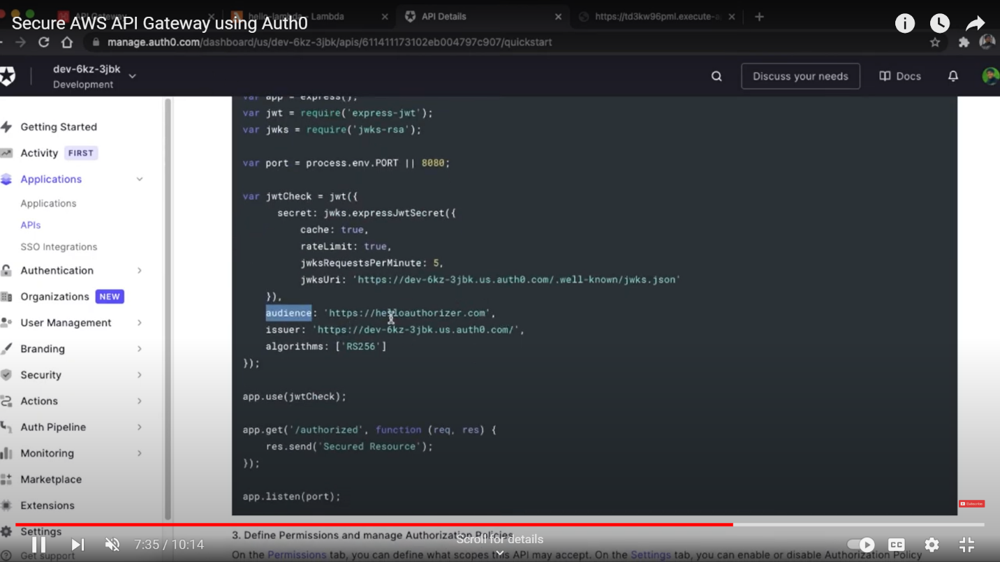 API Gateway
hello-lambda - Lambda
API Details
https://td3kw96pml.execute-a
Secure AWS API Gateway using Auth0
manage.auth0.com/dashboard/us/dev-6kz-3jbk/apis/611411173102eb004797c907/quickstart
dev-6kz-3jbk
Development
Discuss your needs
Docs
Getting Started
Activity FIRST
Applications
Applications
APIs
SSO Integrations
Authentication
Organizations NEW
User Management
Branding
Security
Actions
Auth Pipeline
Monitoring
Marketplace
Extensions
Settings
Get support
var app = express();
var jwt = require('express-jwt');
var jwks = require('jwks-rsa');
var port = process.env.PORT || 8080;
var jwtCheck = jwt({
secret: jwks.expressJwtSecret({
cache: true,
rateLimit: true,
jwksRequestsPerMinute: 5,
jwksUri: 'https://dev-6kz-3jbk.us.auth0.com/.well-known/jwks.json'
}),
audience: 'https://helloauthorizer.com',
issuer: 'https://dev-6kz-3jbk.us.auth0.com/',
algorithms: ['RS256']
});
app.use(jwtCheck);
app.get('/authorized', function (req, res) {
res.send('Secured Resource');
});
app.listen(port);
Subscribe
3. Define Permissions and manage Authorization Policies
On the Permissions tab, you can define what scopes this API may accept. On the Settings tab, you can enable or disable Authorization Policy
7:35 / 10:14
Scroll for details
CC